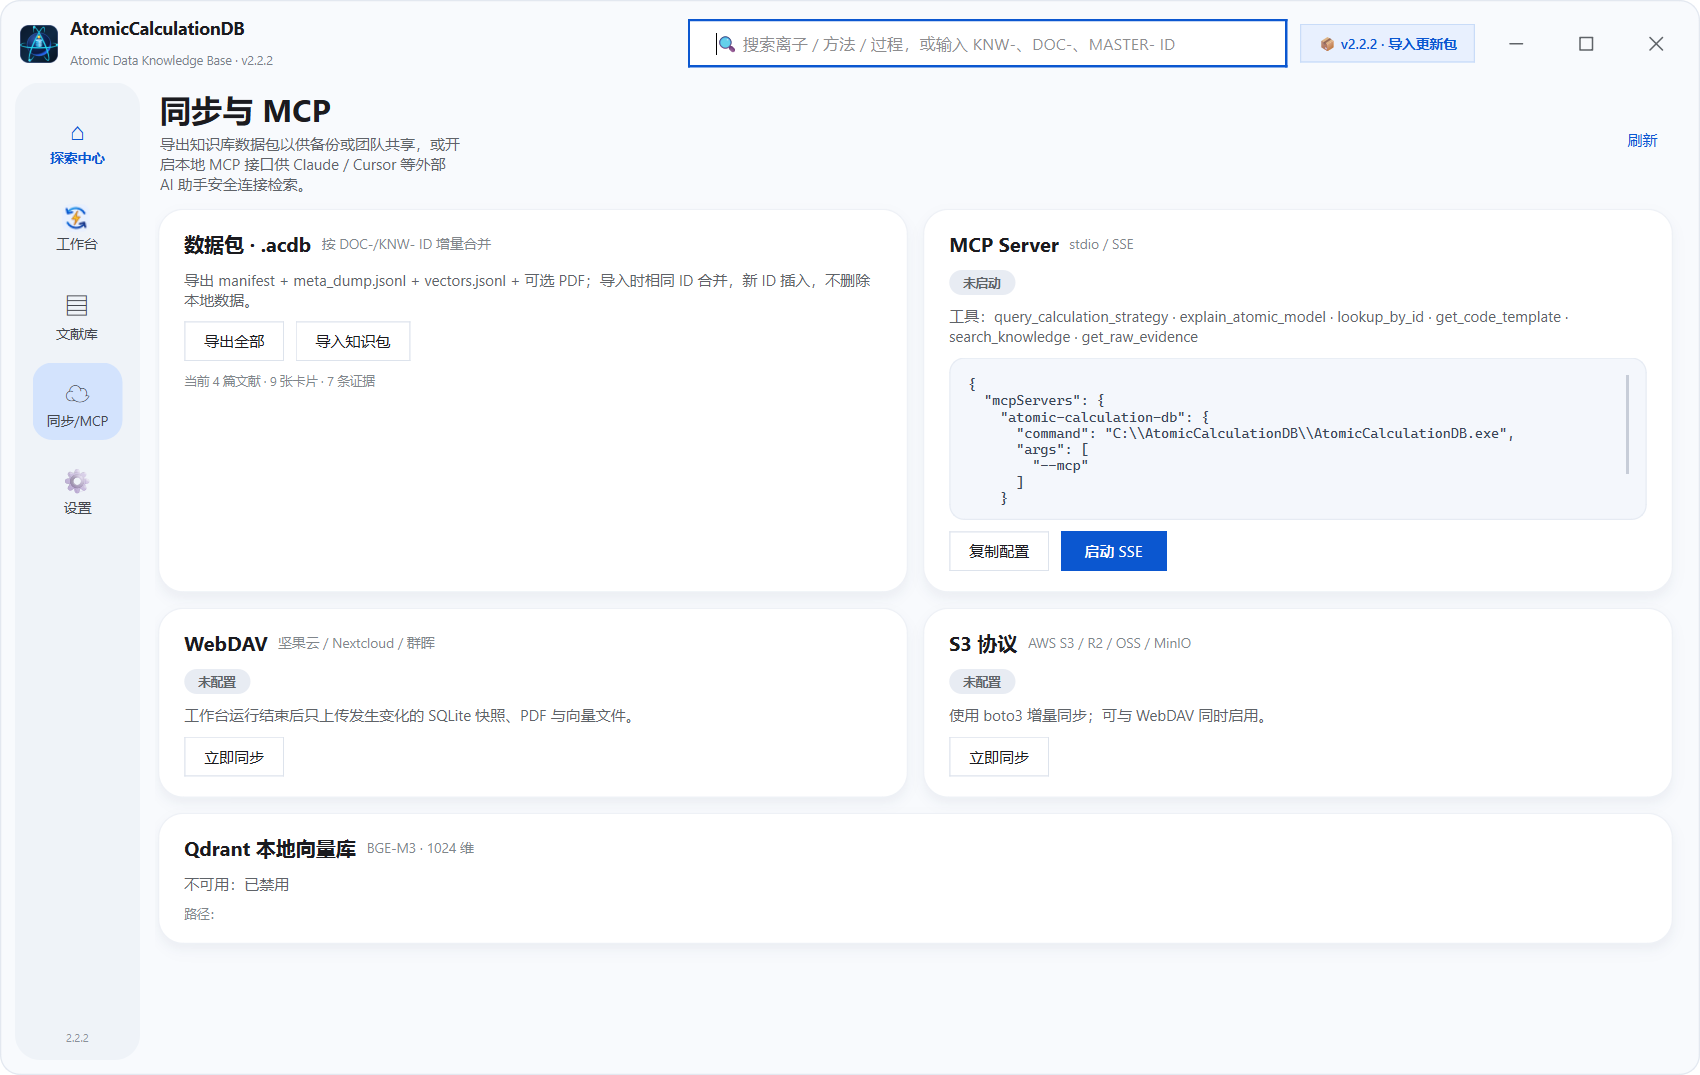 AtomicCalculationDB
Atomic Data Knowledge Base · v2.2.2
搜索离子 / 方法 / 过程，或输入 KNW-、DOC-、MASTER- ID
v2.2.2 · 导入更新包
探索中心
工作台
文献库
同步/MCP
设置
2.2.2
同步与 MCP
导出知识库数据包以供备份或团队共享，或开
启本地 MCP 接口供 Claude / Cursor 等外部
AI 助手安全连接检索。
刷新
数据包 · .acdb 按 DOC-/KNW- ID 增量合并
导出 manifest + meta_dump.jsonl + vectors.jsonl + 可选 PDF；导入时相同 ID 合并，新 ID 插入，不删除
本地数据。
导出全部
导入知识包
当前 4 篇文献 · 9 张卡片 · 7 条证据
MCP Server stdio / SSE
未启动
工具：query_calculation_strategy · explain_atomic_model · lookup_by_id · get_code_template ·
search_knowledge · get_raw_evidence
{
"mcpServers": {
"atomic-calculation-db": {
"command": "C:\\AtomicCalculationDB\\AtomicCalculationDB.exe",
"args": [
"--mcp"
]
}
复制配置
启动 SSE
WebDAV 坚果云 / Nextcloud / 群晖
未配置
工作台运行结束后只上传发生变化的 SQLite 快照、PDF 与向量文件。
立即同步
S3 协议 AWS S3 / R2 / OSS / MinIO
未配置
使用 boto3 增量同步；可与 WebDAV 同时启用。
立即同步
Qdrant 本地向量库 BGE-M3 · 1024 维
不可用：已禁用
路径: